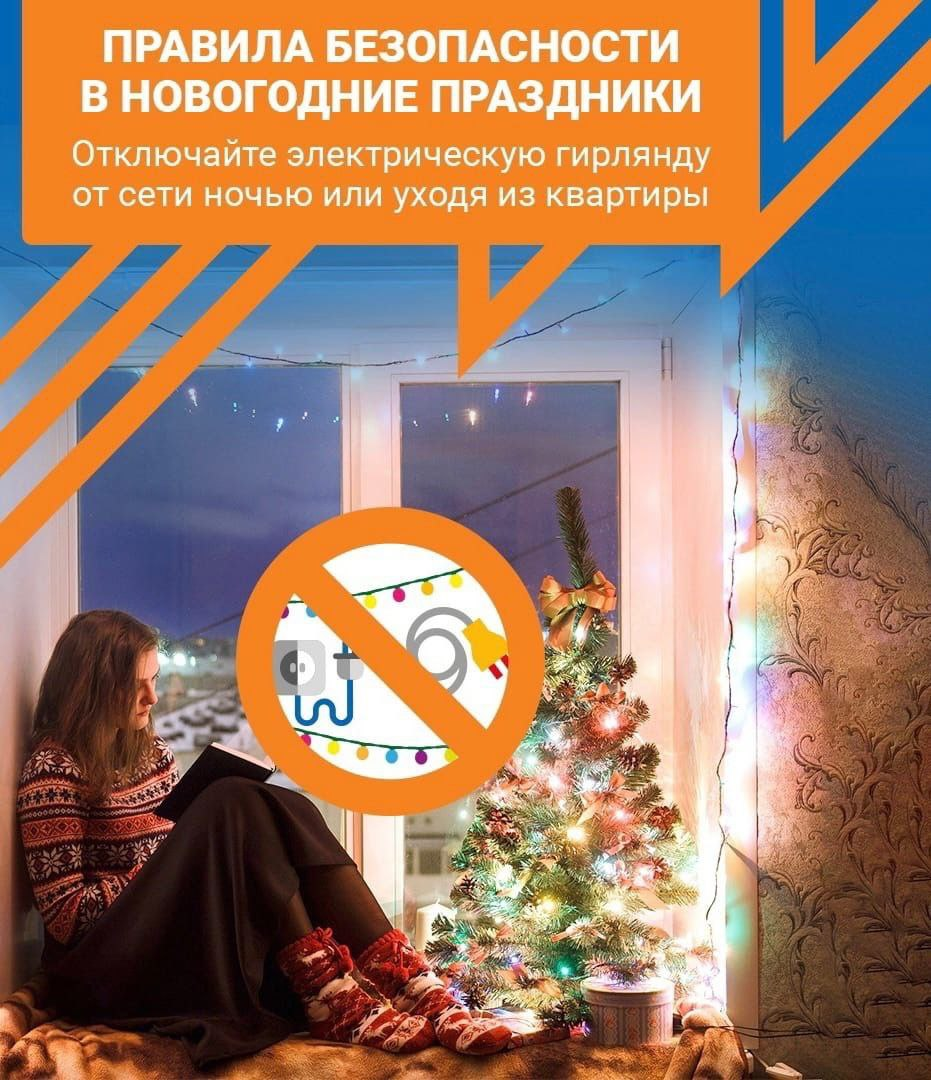 ПРАВИЛА БЕЗОПАСНОСТИ
В НОВОГОДНИЕ ПРАЗДНИКИ
Отключайте электрическую гирлянду
от сети ночью или уходя из квартиры